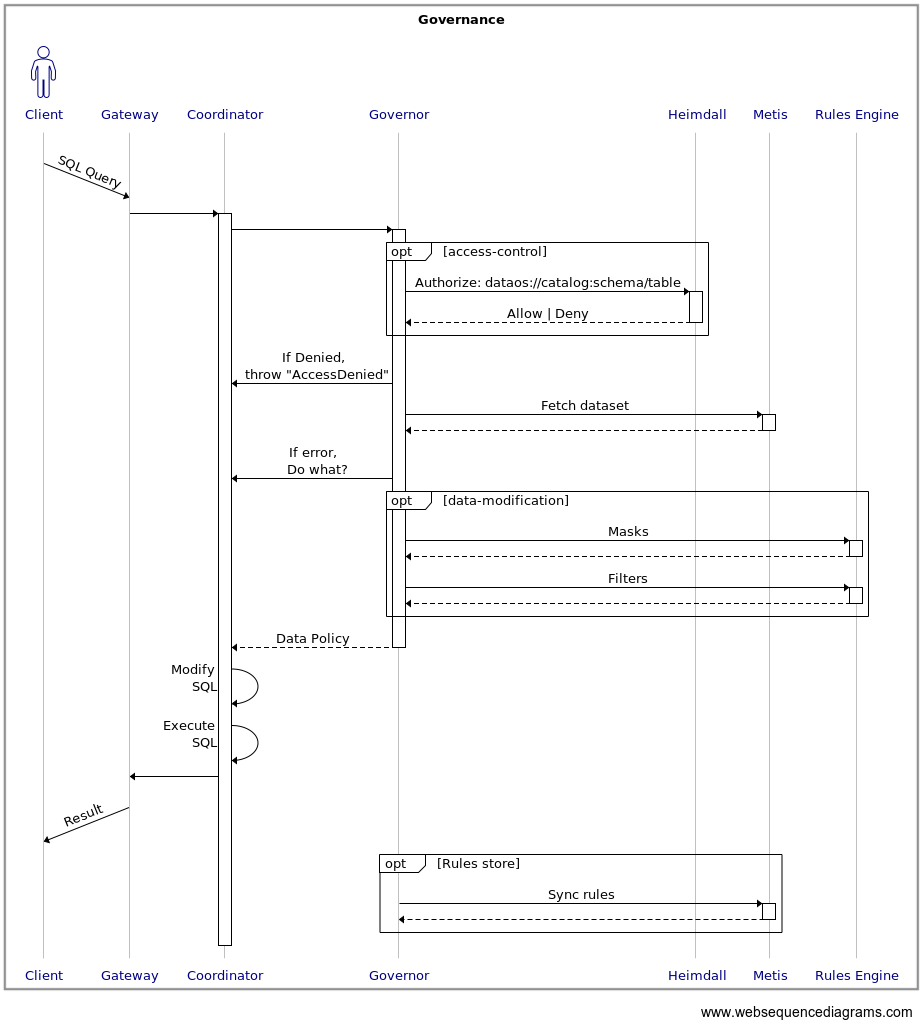 Governance
Client Gateway Coordinator Governor Heimdall Metis Rules Engine
SQL Query
opt [access-control]
Authorize: dataos://catalog:schema/table
Allow | Deny
If Denied,
throw "AccessDenied"
Fetch dataset
If error,
Do what?
opt [data-modification]
Masks
Filters
Data Policy
Modify
SQL
Execute
SQL
Result
opt [Rules store]
Sync rules
Client Gateway Coordinator Governor Heimdall Metis Rules Engine
www.websequencediagrams.com